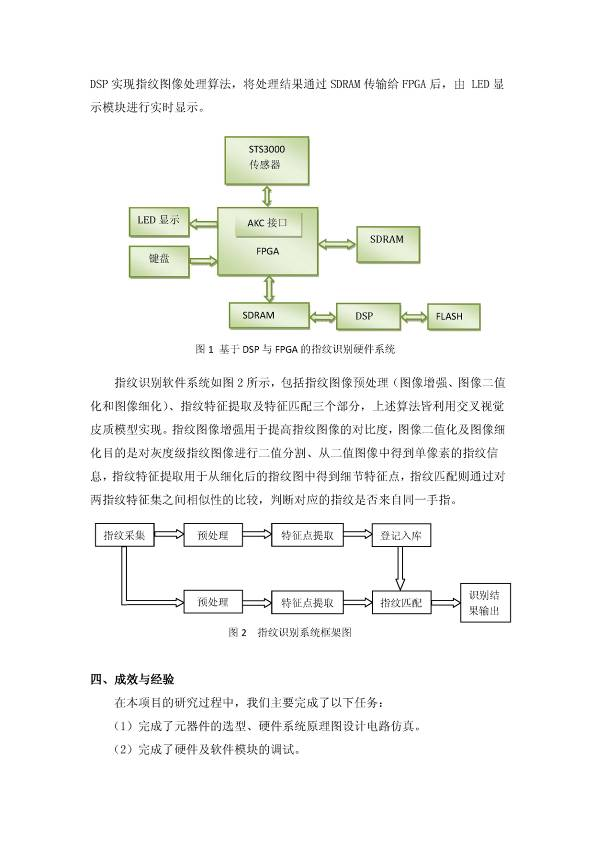 DSP 实现指纹图像处理算法，将处理结果通过 SDRAM 传输给 FPGA 后，由 LED 显
示模块进行实时显示。
STS3000
传感器
LED 显示
AKC 接口
键盘
FPGA
SDRAM
SDRAM
DSP
FLASH
图 1 基于 DSP 与 FPGA 的指纹识别硬件系统
指纹识别软件系统如图 2 所示，包括指纹图像预处理（图像增强、图像二值
化和图像细化）、指纹特征提取及特征匹配三个部分，上述算法皆利用交叉视觉
皮质模型实现。指纹图像增强用于提高指纹图像的对比度，图像二值化及图像细
化目的是对灰度级指纹图像进行二值分割、从二值图像中得到单像素的指纹信
息，指纹特征提取用于从细化后的指纹图中得到细节特征点，指纹匹配则通过对
两指纹特征集之间相似性的比较，判断对应的指纹是否来自同一手指。
指纹采集
预处理
特征点提取
登记入库
预处理
特征点提取
指纹匹配
识别结
果输出
图 2 指纹识别系统框架图
四、成效与经验
在本项目的研究过程中，我们主要完成了以下任务：
（1）完成了元器件的选型、硬件系统原理图设计电路仿真。
（2）完成了硬件及软件模块的调试。